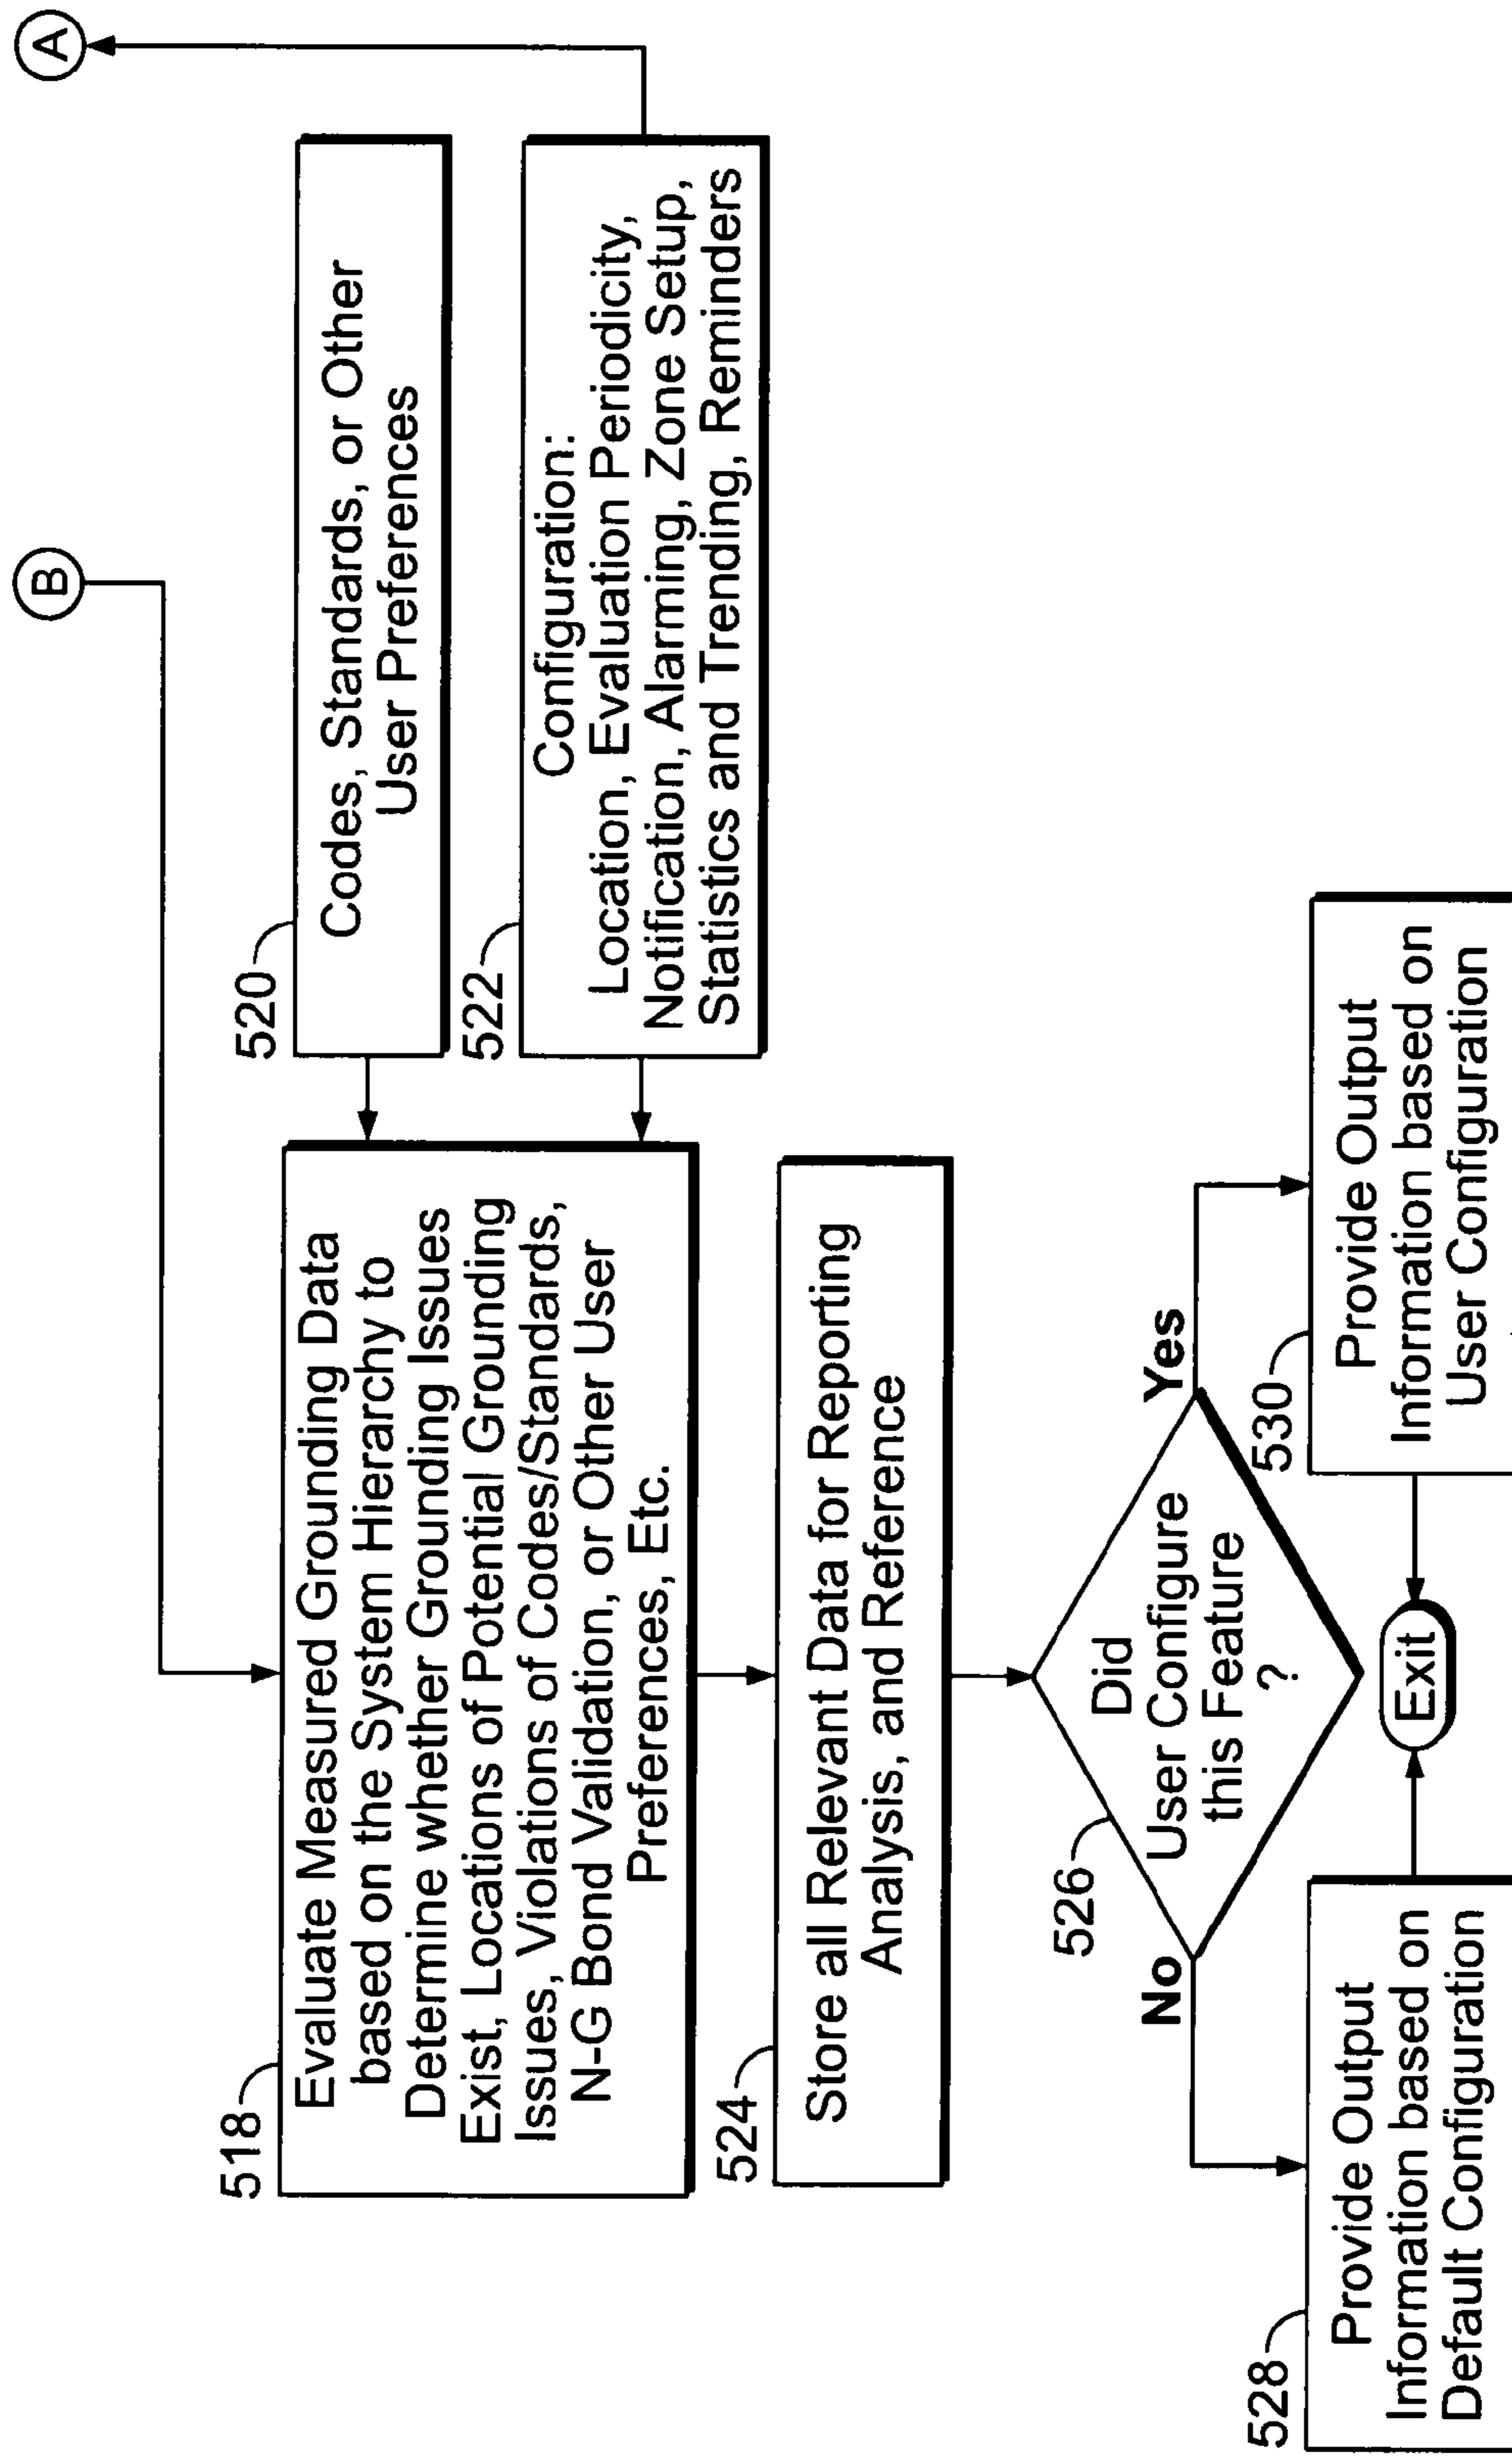 B
A
518
Evaluate Measured Grounding Data
based on the System Hierarchy to
Determine whether Grounding Issues
Exist, Locations of Potential Grounding
Issues, Violations of Codes/Standards,
N-G Bond Validation, or Other User
Preferences, Etc.
520
Codes, Standards, or Other
User Preferences
522
Configuration:
Location, Evaluation Periodicity,
Notification, Alarming, Zone Setup,
Statistics and Trending, Reminders
524
Store all Relevant Data for Reporting
Analysis, and Reference
526
Did
User Configure
this Feature
?
No
Yes
528
Provide Output
Information based on
Default Configuration
Exit
530
Provide Output
Information based on
User Configuration